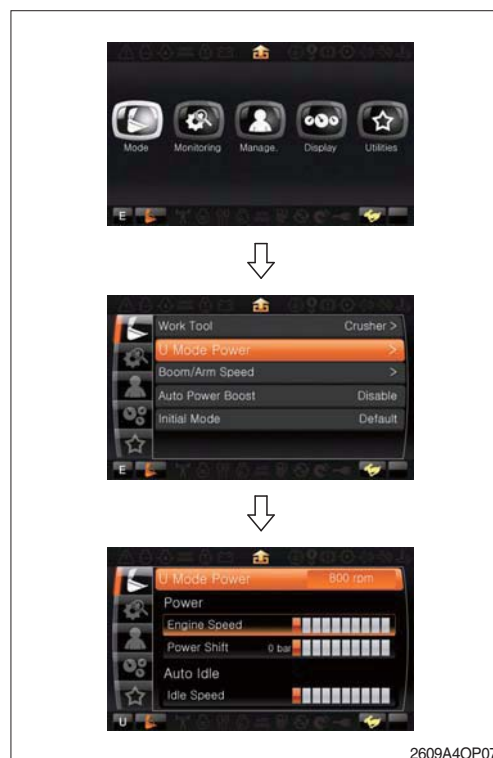 Mode Monitoring Manage. Display Utilities
E
Work Tool Crusher >
U Mode Power >
Boom/Arm Speed >
Auto Power Boost Disable
Initial Mode Default
E
U Mode Power 800 rpm
Power
Engine Speed
Power Shift 0 bar
Auto Idle
Idle Speed
U
2609A4OP07